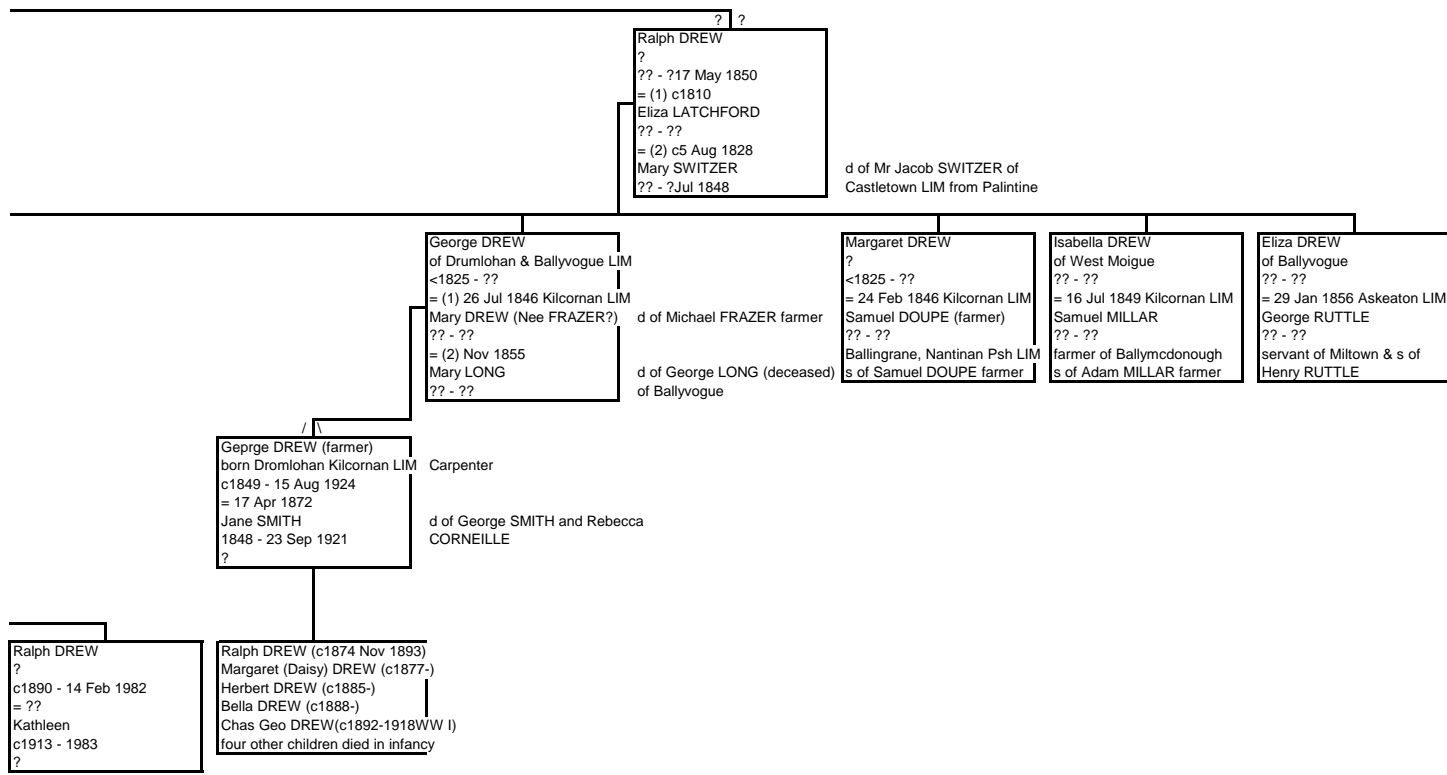 ? ?
Ralph DREW
?
?? - ?17 May 1850
= (1) c1810
Eliza LATCHFORD
?? - ??
= (2) c5 Aug 1828
Mary SWITZER
?? - ?Jul 1848
d of Mr Jacob SWITZER of
Castletown LIM from Palintine
George DREW
of Drumlohan & Ballyvogue LIM
<1825 - ??
= (1) 26 Jul 1846 Kilcornan LIM
Mary DREW (Nee FRAZER?)
?? - ??
= (2) Nov 1855
Mary LONG
?? - ??
d of Michael FRAZER farmer
d of George LONG (deceased)
of Ballyvogue
Margaret DREW
?
<1825 - ??
= 24 Feb 1846 Kilcornan LIM
Samuel DOUPE (farmer)
?? - ??
Ballingrane, Nantinan Psh LIM
s of Samuel DOUPE farmer
Isabella DREW
of West Moigue
?? - ??
= 16 Jul 1849 Kilcornan LIM
Samuel MILLAR
?? - ??
farmer of Ballymcdonough
s of Adam MILLAR farmer
Eliza DREW
of Ballyvogue
?? - ??
= 29 Jan 1856 Askeaton LIM
George RUTTLE
?? - ??
servant of Miltown & s of
Henry RUTTLE
/ \
Geprge DREW (farmer)
born Dromlohan Kilcornan LIM
c1849 - 15 Aug 1924
= 17 Apr 1872
Jane SMITH
1848 - 23 Sep 1921
?
Carpenter
d of George SMITH and Rebecca
CORNEILLE
Ralph DREW
?
c1890 - 14 Feb 1982
= ??
Kathleen
c1913 - 1983
?
Ralph DREW (c1874 Nov 1893)
Margaret (Daisy) DREW (c1877-)
Herbert DREW (c1885-)
Bella DREW (c1888-)
Chas Geo DREW(c1892-1918WW I)
four other children died in infancy